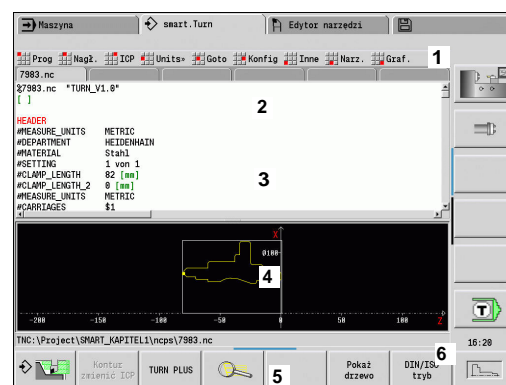 Maszyna smart.Turn Edytor narzędzi
Prog Nagł. ICP Units» Goto Konfig Inne Narz. Graf. 1
7983.nc
%7983.nc "TURN_V1.0"
[ ] 2
HEADER
#MEASURE_UNITS METRIC
#DEPARTMENT HEIDENHAIN
#MATERIAL Stahl
#SETTING 1 von 1
#CLAMP_LENGTH 82 [mm] 3
#CLAMP_LENGTH_2 0 [mm]
#MEASURE_UNITS METRIC
#CARRIAGES $1
X
Ø100
4
-200 -150 -100 0 50 100 Z
T
TNC:\Project\SMART_KAPITEL1\ncps\7983.nc 16:20
Kontur zmienić ICP
TURN PLUS
5
Pokaż drzewo
6
DIN/ISO tryb